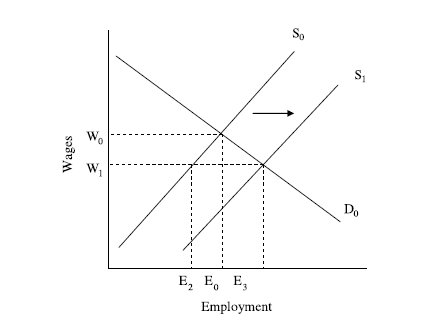 S₀
S₁
W₀
W₁
Wages
D₀
E₂ E₀ E₃
Employment